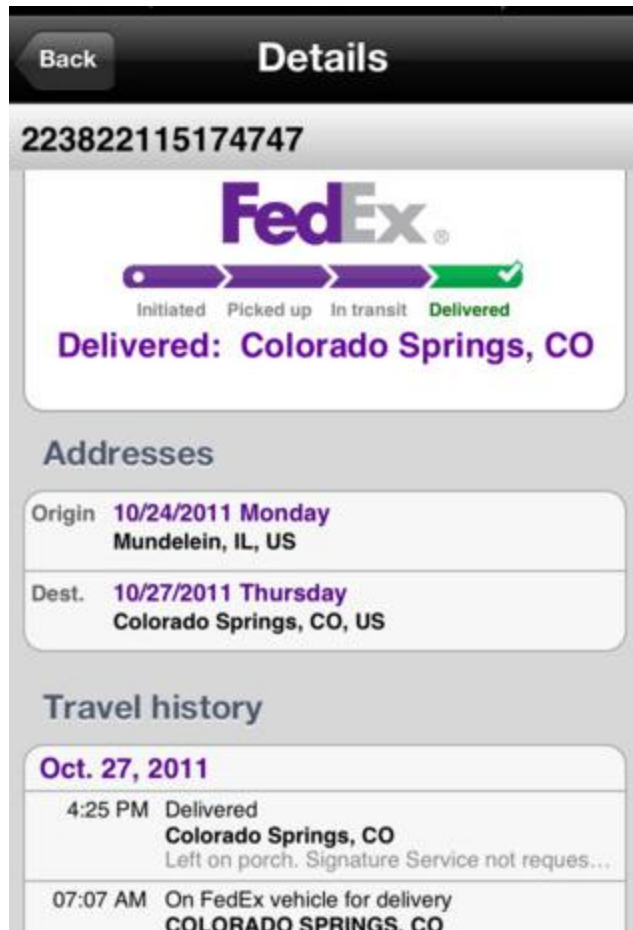 Back
Details
223822115174747
FedEx®
Initiated Picked up In transit Delivered
Delivered: Colorado Springs, CO
Addresses
Origin 10/24/2011 Monday
Mundelein, IL, US
Dest. 10/27/2011 Thursday
Colorado Springs, CO, US
Travel history
Oct. 27, 2011
4:25 PM Delivered
Colorado Springs, CO
Left on porch. Signature Service not reques...
07:07 AM On FedEx vehicle for delivery
COLORADO SPRINGS, CO